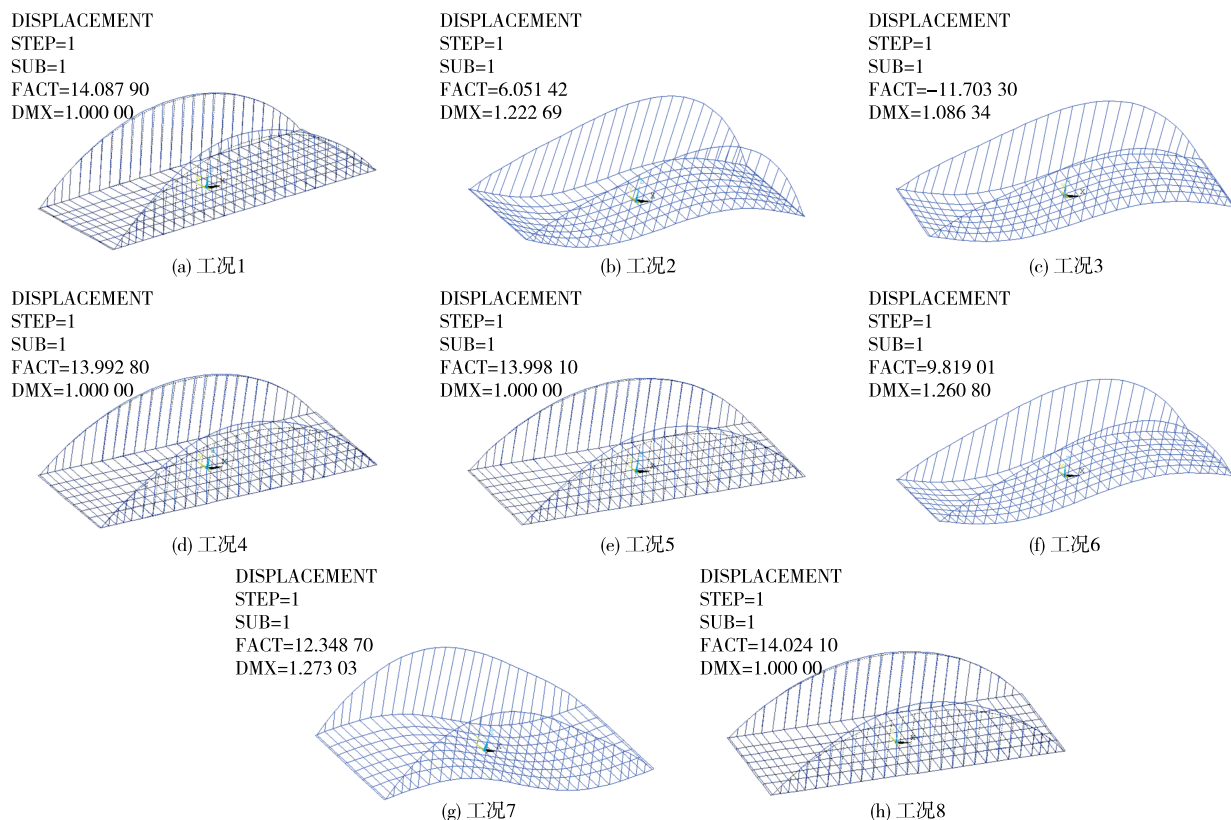 DISPLACEMENT
STEP=1
SUB=1
FACT=14.087 90
DMX=1.000 00
(a) 工况1
DISPLACEMENT
STEP=1
SUB=1
FACT=6.051 42
DMX=1.222 69
(b) 工况2
DISPLACEMENT
STEP=1
SUB=1
FACT=−11.703 30
DMX=1.086 34
(c) 工况3
DISPLACEMENT
STEP=1
SUB=1
FACT=13.992 80
DMX=1.000 00
(d) 工况4
DISPLACEMENT
STEP=1
SUB=1
FACT=13.998 10
DMX=1.000 00
(e) 工况5
DISPLACEMENT
STEP=1
SUB=1
FACT=9.819 01
DMX=1.260 80
(f) 工况6
DISPLACEMENT
STEP=1
SUB=1
FACT=12.348 70
DMX=1.273 03
(g) 工况7
DISPLACEMENT
STEP=1
SUB=1
FACT=14.024 10
DMX=1.000 00
(h) 工况8